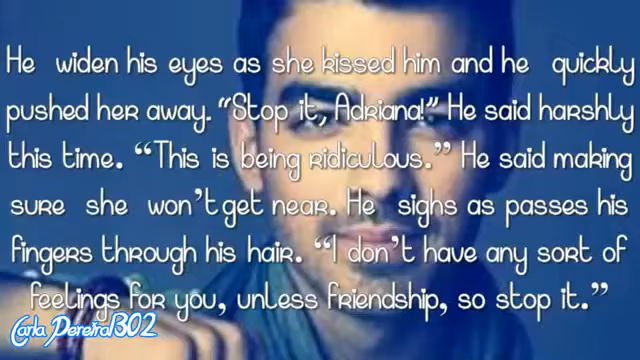 He widen his eyes as she kissed him and he quickly
pushed her away. "Stop it, Adriana!" He said harshly
this time. “This is being ridiculous.” He said making
sure she won’t get near. He sighs as passes his
fingers through his hair. “I don’t have any sort of
feelings for you, unless friendship, so stop it.”
Carla Pereira1302